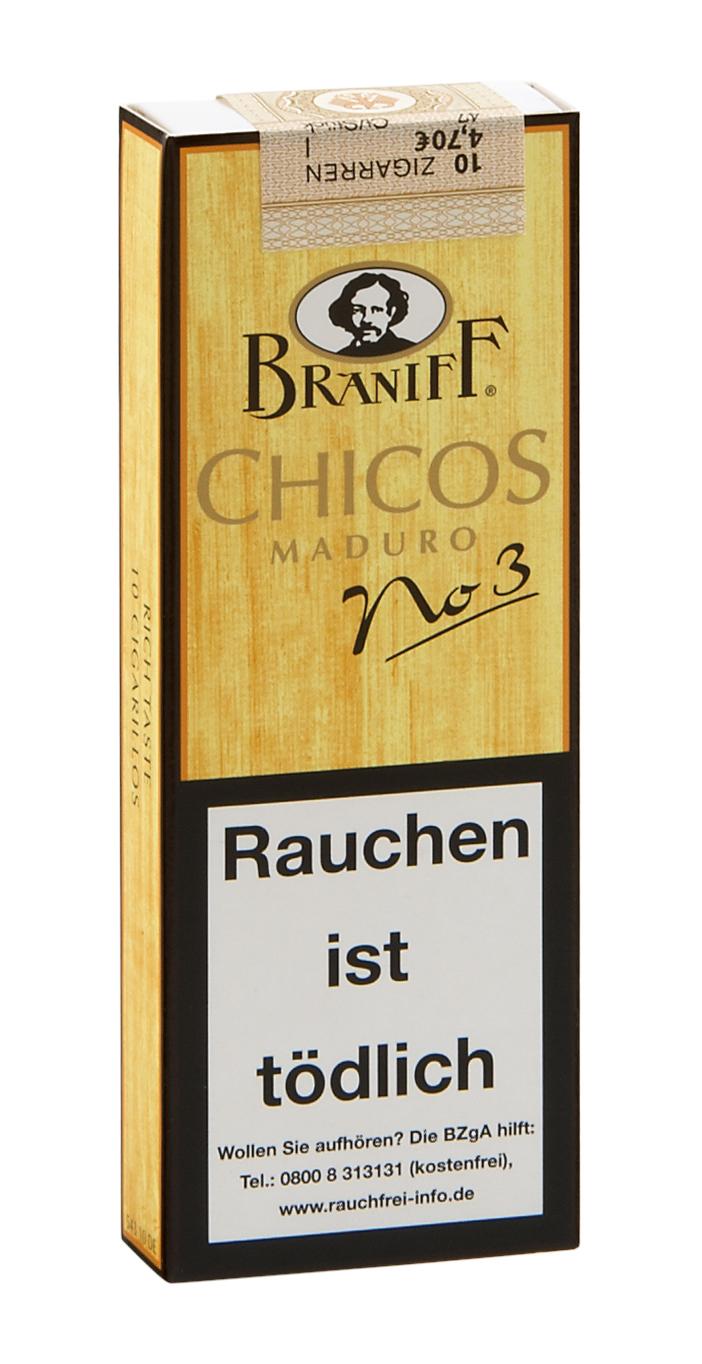 10 ZIGARREN
4,70€
BRANIFF®
CHICOS
MADURO
No 3
RICH TASTE
10 CIGARILLOS
Rauchen
ist
tödlich
Wollen Sie aufhören? Die BZgA hilft:
Tel.: 0800 8 313131 (kostenfrei),
www.rauchfrei-info.de